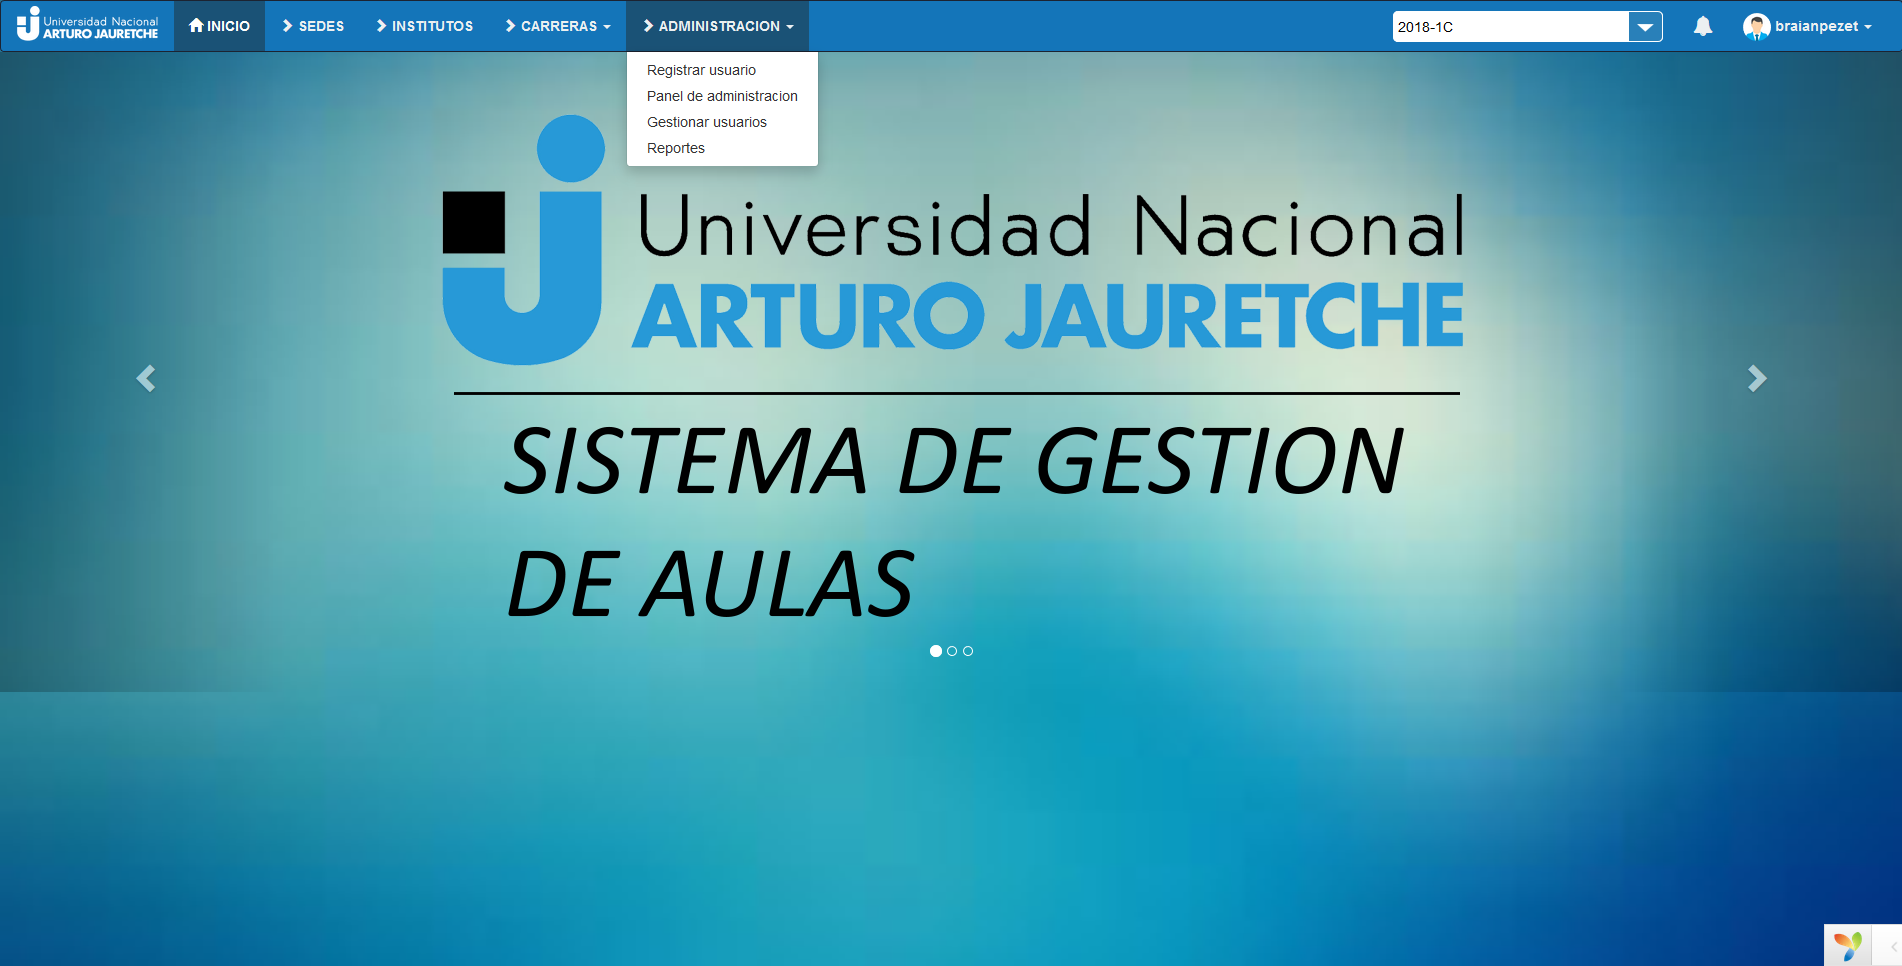 Universidad Nacional
ARTURO JAURETCHE
INICIO
SEDES
INSTITUTOS
CARRERAS
ADMINISTRACION
2018-1C
braianpezet
Registrar usuario
Panel de administracion
Gestionar usuarios
Reportes
Universidad Nacional
ARTURO JAURETCHE
SISTEMA DE GESTION
DE AULAS